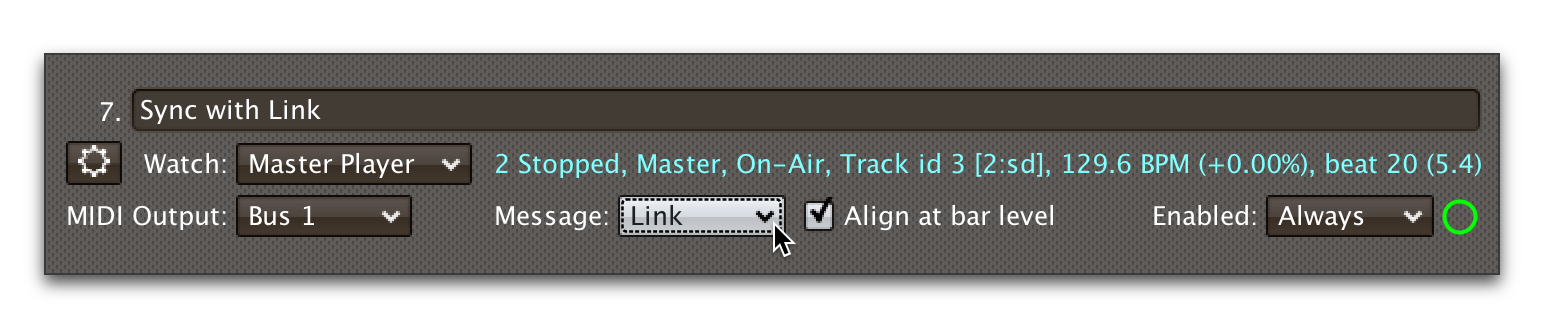 7. Sync with Link
Watch: Master Player 2 Stopped, Master, On-Air, Track id 3 [2:sd], 129.6 BPM (+0.00%), beat 20 (5.4)
MIDI Output: Bus 1 Message: Link Align at bar level Enabled: Always